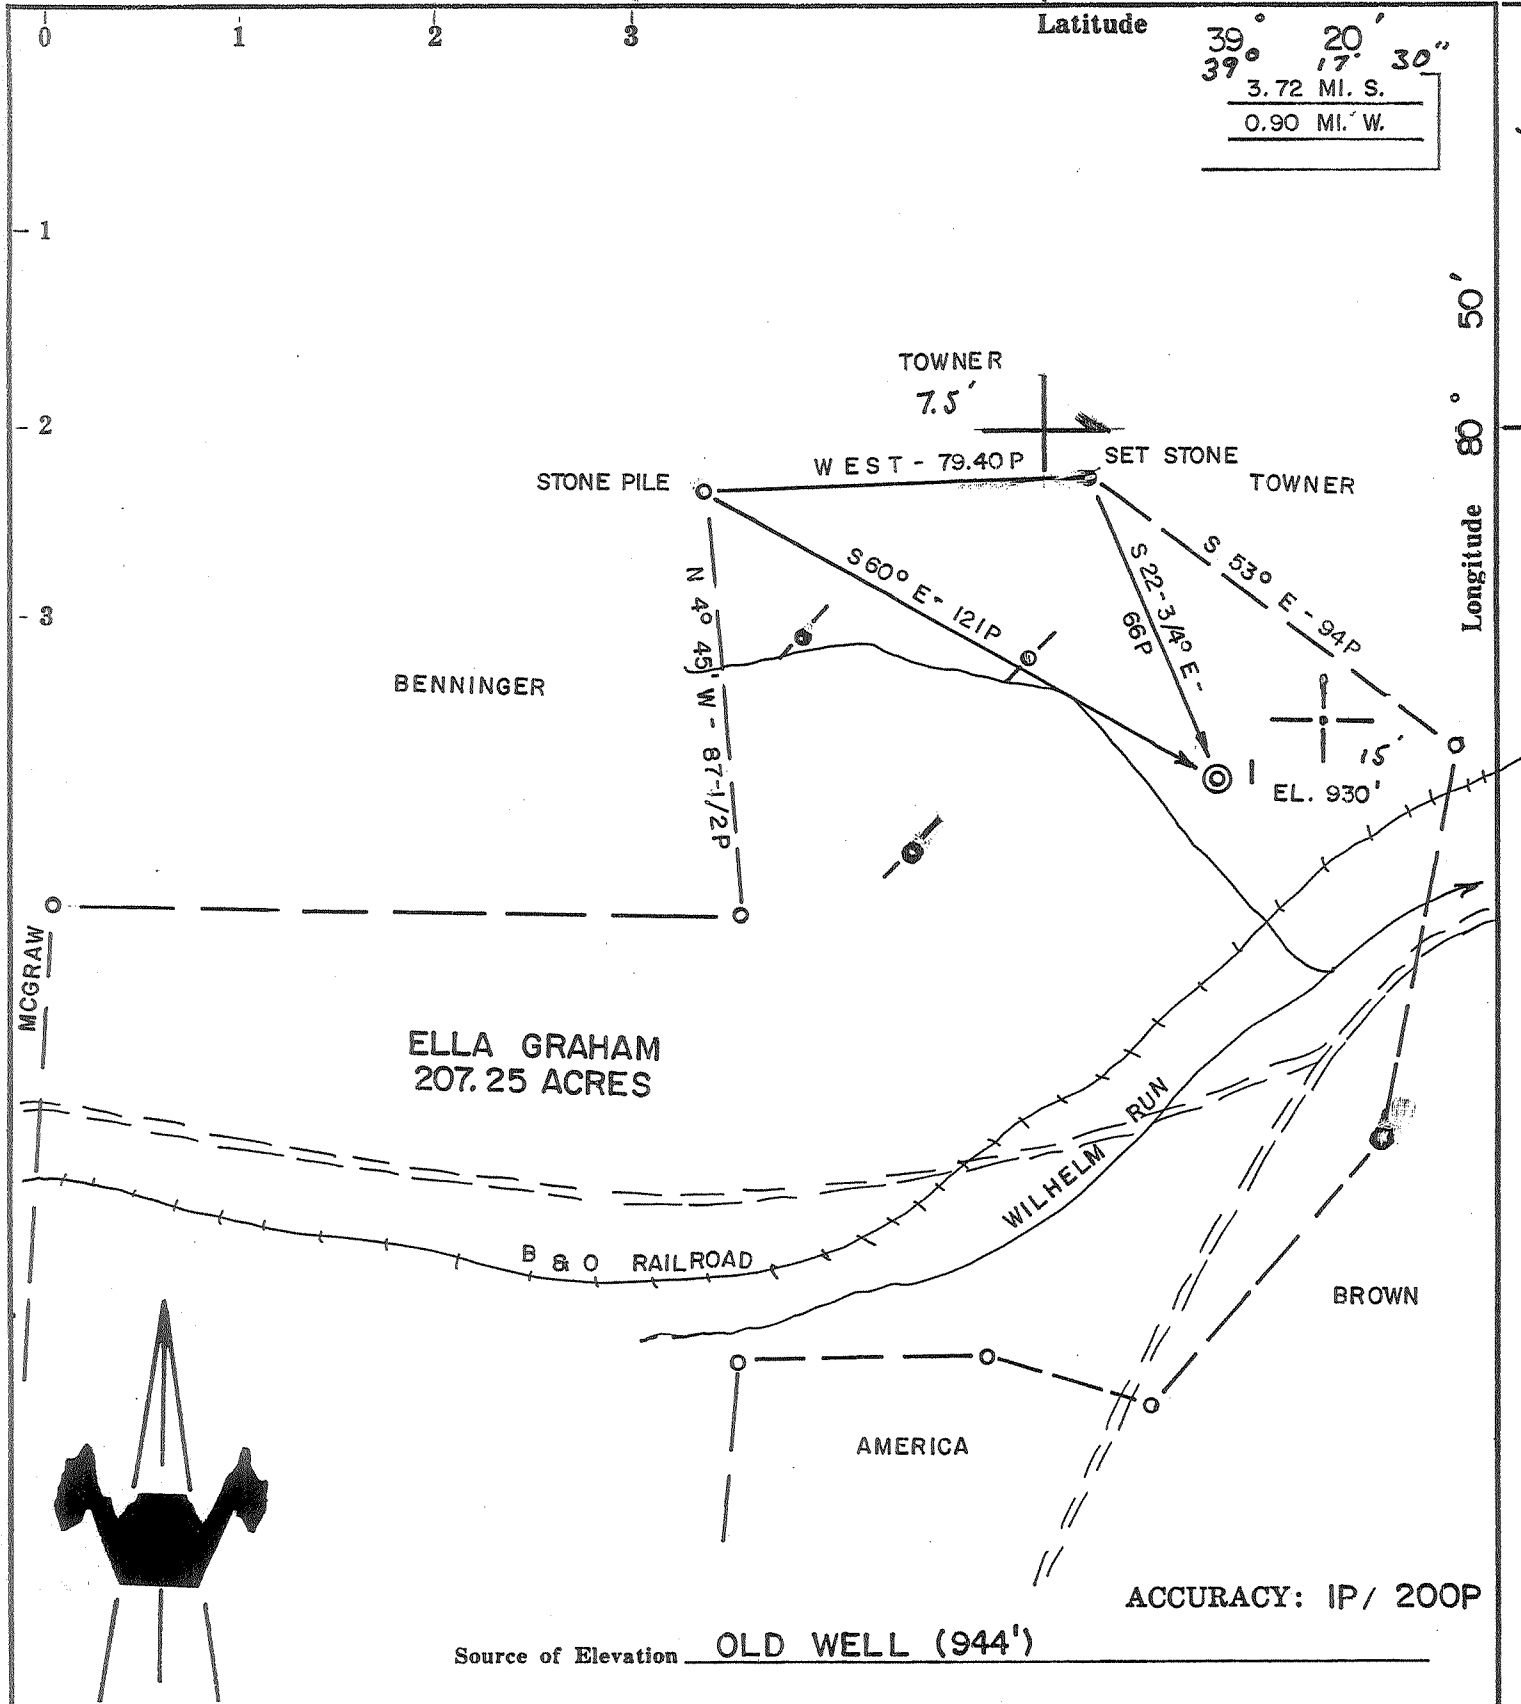 0 1 2 3
Latitude
39° 20'
39° 17' 30"
3.72 MI. S.
0.90 MI. W.
- 1
- 2
- 3
Longitude 80° 50'
TOWNER
7.5'
WEST - 79.40P
SET STONE
STONE PILE
TOWNER
S 60° E - 121P
S 22-3/4° E -
66P
S 53° E - 94P
N 4° 45' W - 87-1/2P
BENNINGER
1
15'
EL. 930'
MCGRAW
ELLA GRAHAM
207.25 ACRES
WILHELM RUN
B & O RAILROAD
BROWN
AMERICA
ACCURACY: 1P/ 200P
Source of Elevation OLD WELL (944')